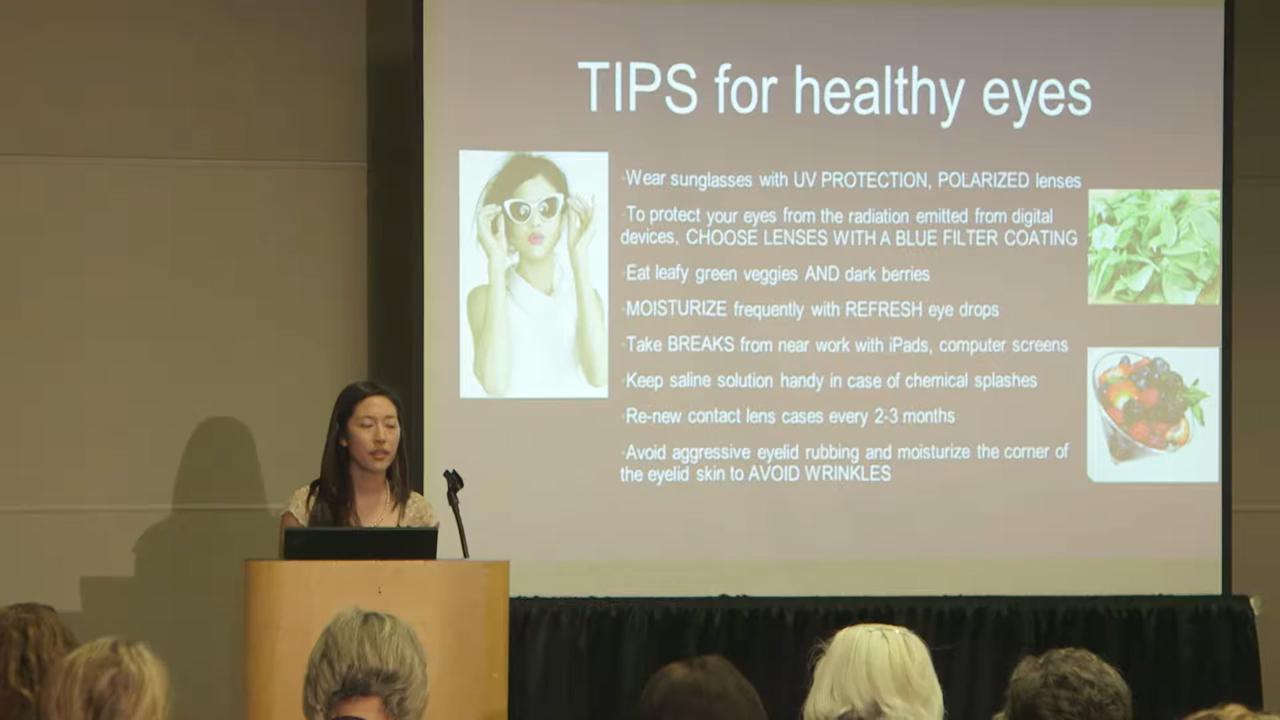 TIPS for healthy eyes
Wear sunglasses with UV PROTECTION, POLARIZED lenses
To protect your eyes from the radiation emitted from digital
devices, CHOOSE LENSES WITH A BLUE FILTER COATING
Eat leafy green veggies AND dark berries
MOISTURIZE frequently with REFRESH eye drops
Take BREAKS from near work with iPads, computer screens
Keep saline solution handy in case of chemical splashes
Re-new contact lens cases every 2-3 months
Avoid aggressive eyelid rubbing and moisturize the corner of
the eyelid skin to AVOID WRINKLES